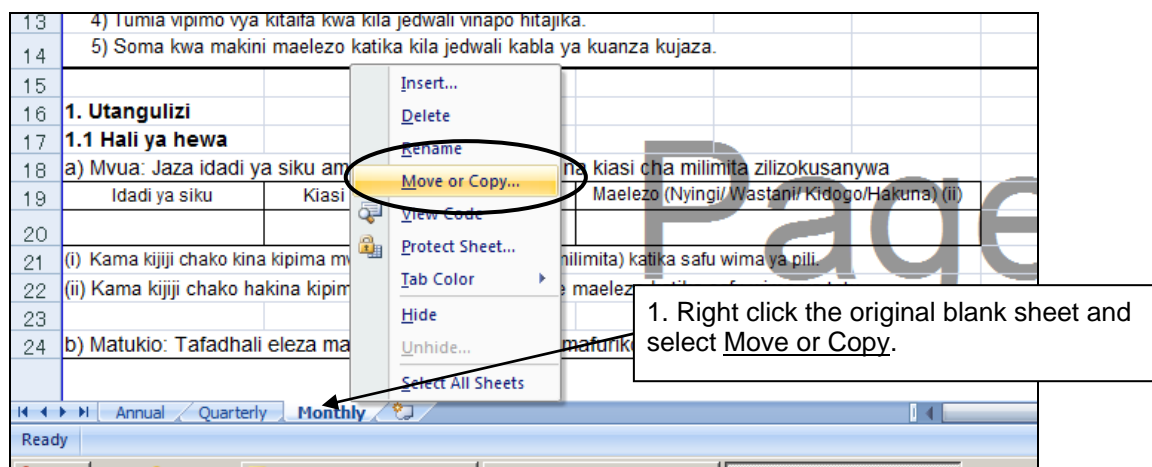 13 4) Tumia vipimo vya kitaifa kwa kila jedwali vinapo hitajika.
14 5) Soma kwa makini maelezo katika kila jedwali kabla ya kuanza kujaza.
15
16 1. Utangulizi
17 1.1 Hali ya hewa
18 a) Mvua: Jaza idadi ya siku na kiasi cha milimita zilizokusanywa
19 Idadi ya siku Kiasi Maelezo (Nyingi/ Wastani/ Kidogo/Hakuna) (ii)
20
21 (i) Kama kijiji chako kina kipima katika safu wima ya pili.
22 (ii) Kama kijiji chako hakina
23
24 b) Matukio: Tafadhali eleza
Page
Insert...
Delete
Rename
Move or Copy...
View Code
Protect Sheet...
Tab Color
Hide
Unhide...
Select All Sheets
1. Right click the original blank sheet and
select Move or Copy.
Annual Quarterly Monthly
Ready